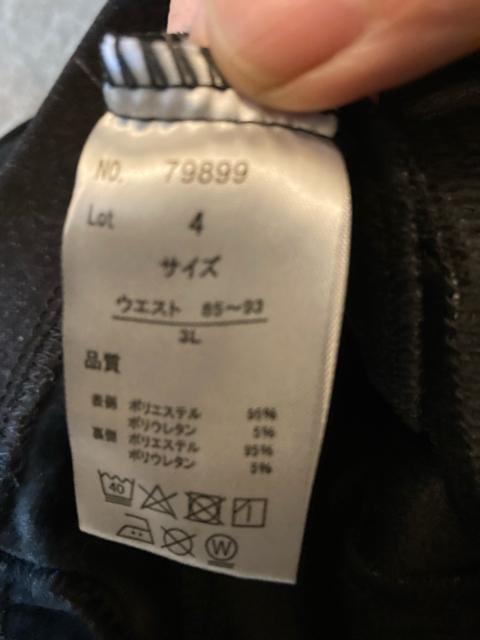 NO. 79899
Lot 4
サイズ
ウエスト 85～93
3L
品質
表側 ポリエステル 95%
ポリウレタン 5%
裏側 ポリエステル 95%
ポリウレタン 5%
40
W